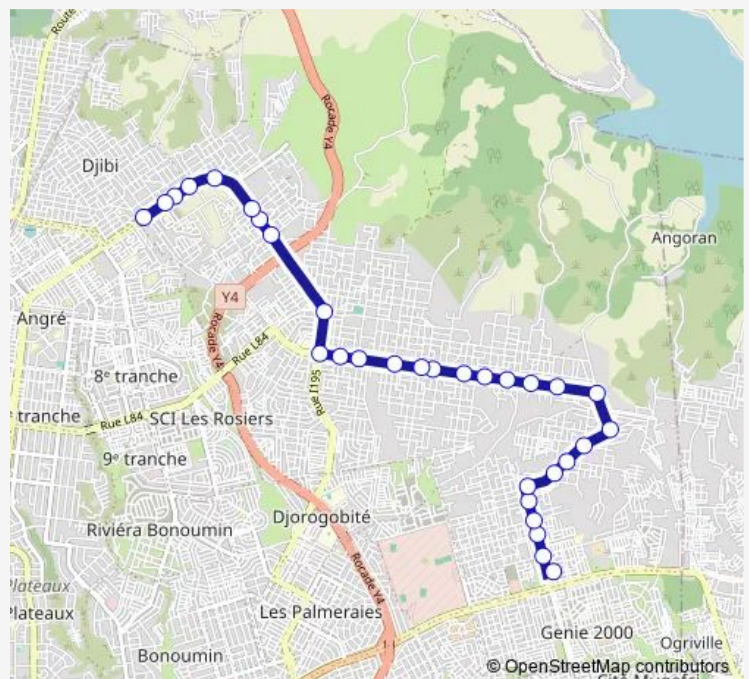 Route
Rocade Y4
Djibi
Angoran
Y4
Angré
Rocade Y4
Rue L84
8ᵉ tranche
Rue J195
tranche
Rue L84
SCI Les Rosiers
9ᵉ tranche
Djorogobité
Riviéra Bonoumin
Rocade Y4
Plateaux
Plateaux
Les Palmeraies
Genie 2000
Ogriville
Bonoumin
© OpenStreetMap contributors